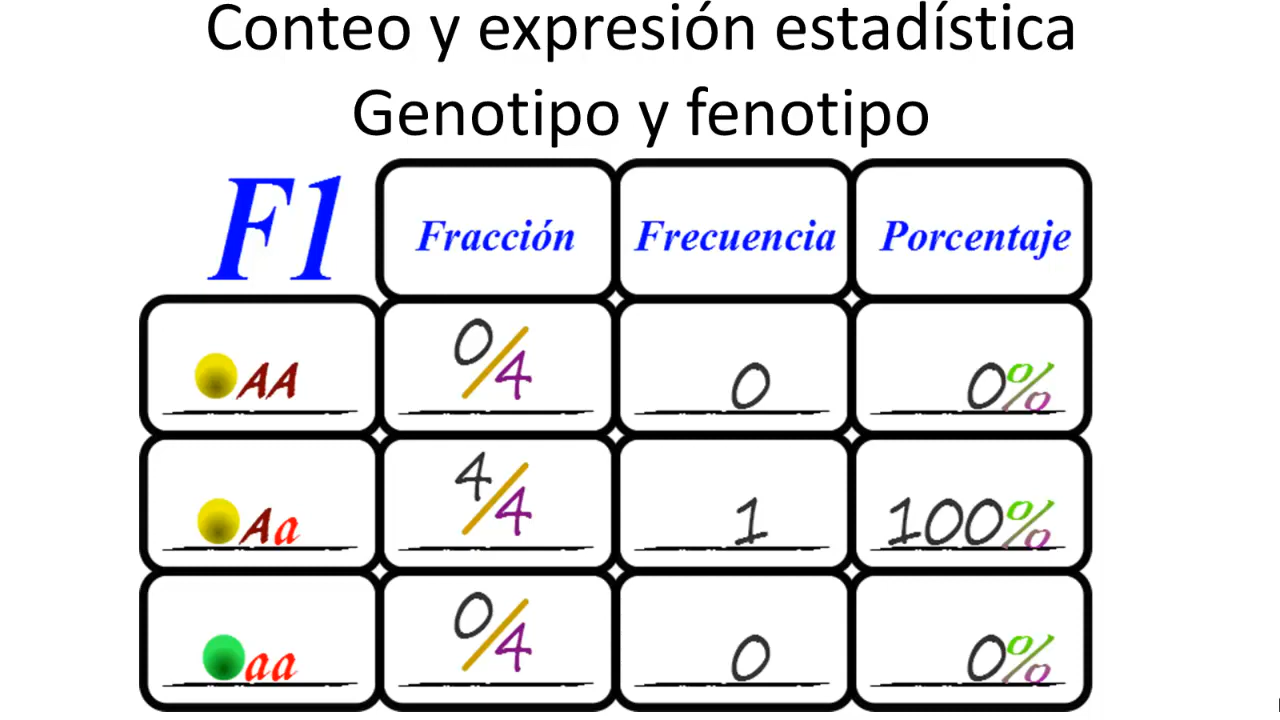 Conteo y expresión estadística
Genotipo y fenotipo
F1 Fracción Frecuencia Porcentaje
AA 0/4 0 0%
Aa 4/4 1 100%
aa 0/4 0 0%